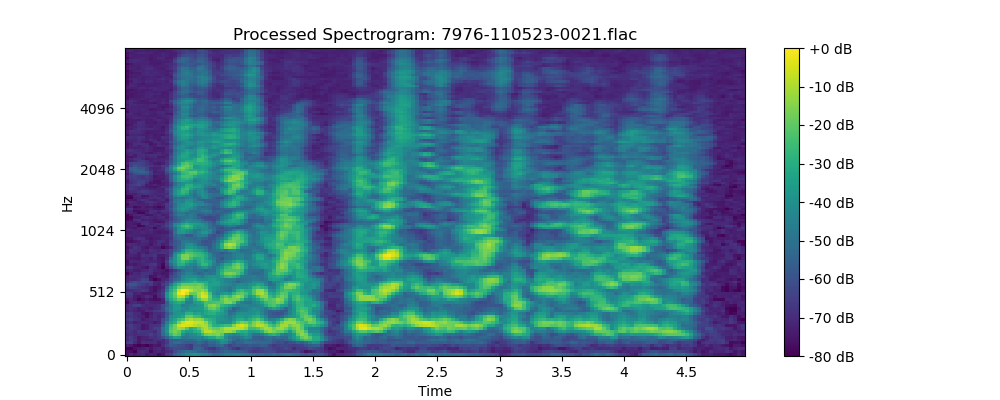 Processed Spectrogram: 7976-110523-0021.flac
Hz
4096
2048
1024
512
0
0 0.5 1 1.5 2 2.5 3 3.5 4 4.5
Time
+0 dB
-10 dB
-20 dB
-30 dB
-40 dB
-50 dB
-60 dB
-70 dB
-80 dB